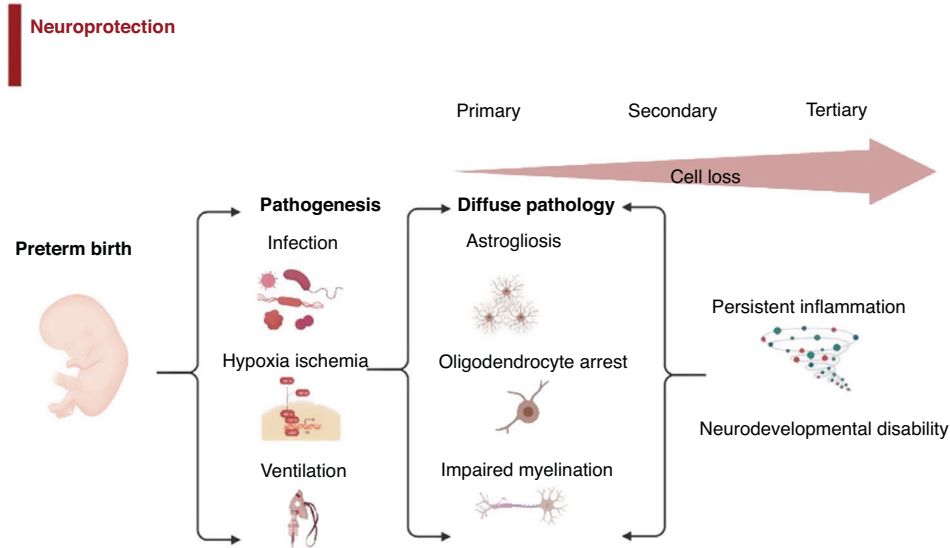 Neuroprotection
Primary
Secondary
Tertiary
Cell loss
Preterm birth
Pathogenesis
Infection
Hypoxia ischemia
Ventilation
Diffuse pathology
Astrogliosis
Oligodendrocyte arrest
Impaired myelination
Persistent inflammation
Neurodevelopmental disability